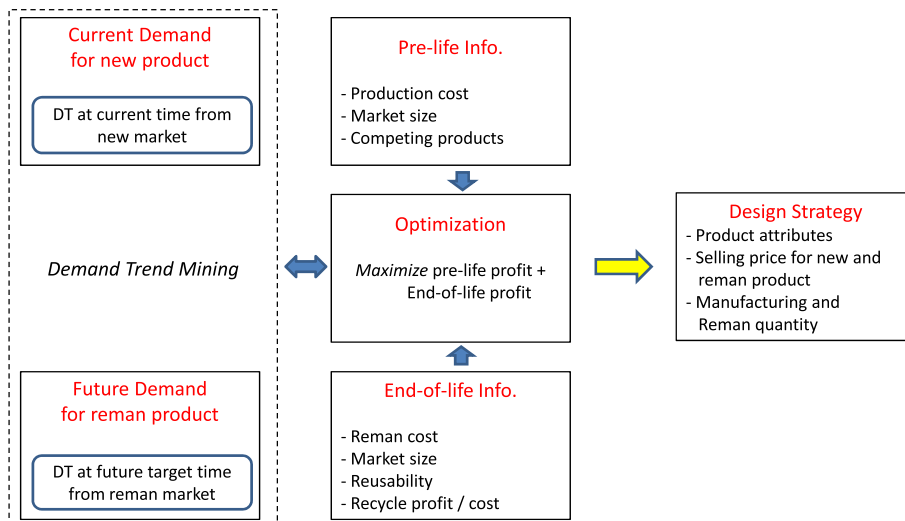 Current Demand
for new product
DT at current time from
new market
Demand Trend Mining
Future Demand
for reman product
DT at future target time
from reman market
Pre-life Info.
- Production cost
- Market size
- Competing products
Optimization
Maximize pre-life profit +
End-of-life profit
End-of-life Info.
- Reman cost
- Market size
- Reusability
- Recycle profit / cost
Design Strategy
- Product attributes
- Selling price for new and
reman product
- Manufacturing and
Reman quantity